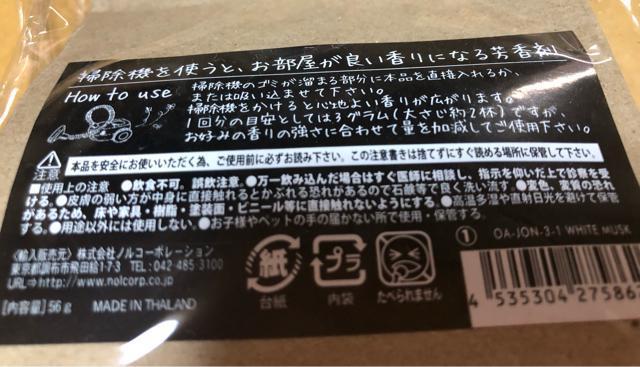 掃除機を使うと、お部屋が良い香りになる芳香剤
How to use
掃除機のゴミが溜まる部分に本品を直接入れるか、
または吸い込ませて下さい。
掃除機をかけると心地よい香りが広がります。
1回分の目安としては3グラム(大さじ約2杯)ですが、
お好みの香りの強さに合わせて量を加減してご使用下さい。
注意
本品を安全にお使いいただく為、ご使用前に必ずお読み下さい。この注意書きは捨てずにすぐ読める場所に保管して下さい。
■使用上の注意 ●飲食不可。誤飲注意。●万一飲み込んだ場合はすぐ医師に相談し、指示を仰いだ上で診察を受
けて下さい。●皮膚の弱い方が中身に直接触れるとかぶれる恐れがあるので石鹸等で良く洗い流す。●変色、変質の恐れ
があるため、床や家具・樹脂・塗装面・ビニール等に直接触れないようにする。●高温多湿や直射日光を避けて保管
する。●用途以外には使用しない。●お子様やペットの手の届かない所で使用・保管する。
〈輸入販売元〉株式会社ノルコーポレーション
東京都調布市飛田給1-7-3 TEL:042-485-3100
URL⇒http://www.nolcorp.co.jp
[内容量] 56g MADE IN THAILAND
紙
台紙
プラ
内袋
たべられません
① OA-JON-3-1 WHITE MUSK
4 535304 27586